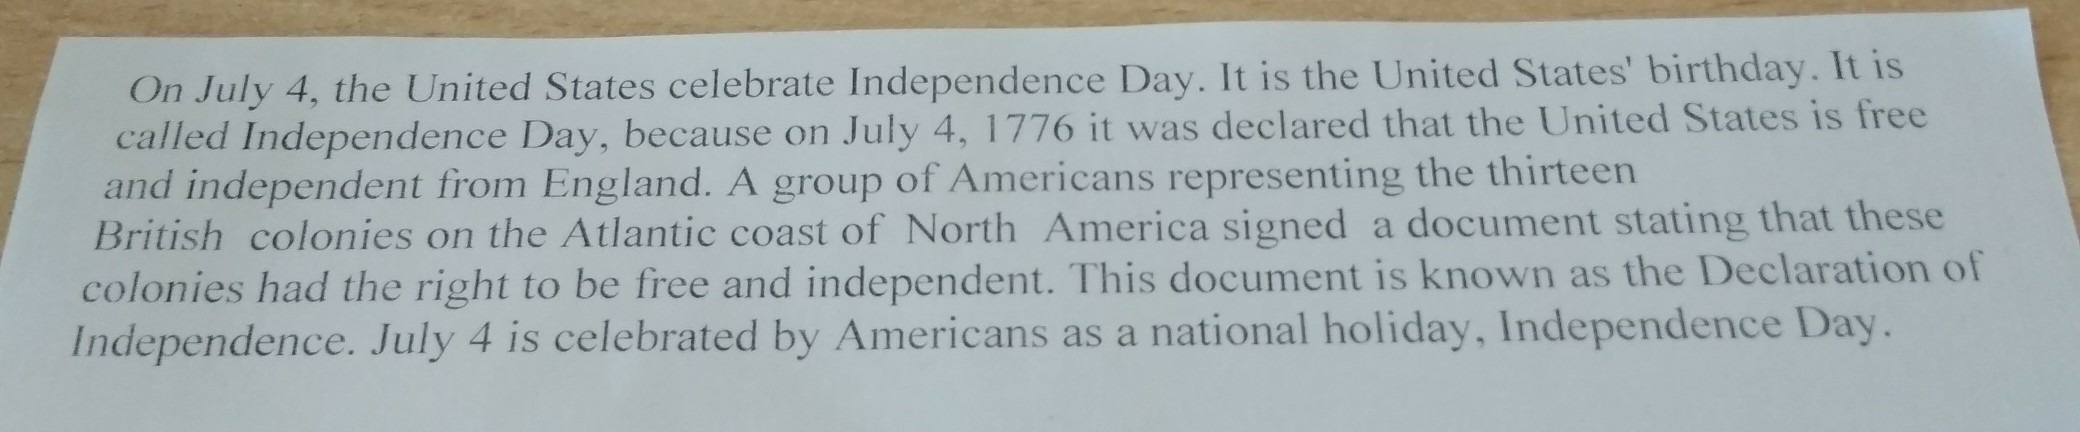 On July 4, the United States celebrate Independence Day. It is the United States' birthday. It is
called Independence Day, because on July 4, 1776 it was declared that the United States is free
and independent from England. A group of Americans representing the thirteen
British colonies on the Atlantic coast of North America signed a document stating that these
colonies had the right to be free and independent. This document is known as the Declaration of
Independence. July 4 is celebrated by Americans as a national holiday, Independence Day.